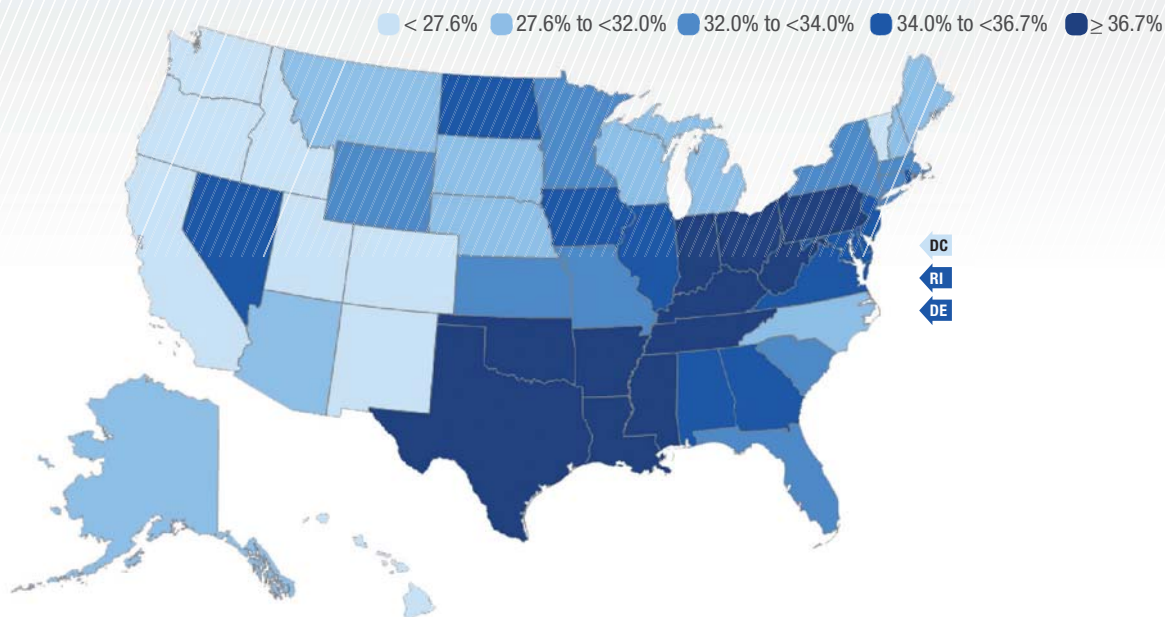 < 27.6% 27.6% to <32.0% 32.0% to <34.0% 34.0% to <36.7% ≥ 36.7%
DC
RI
DE